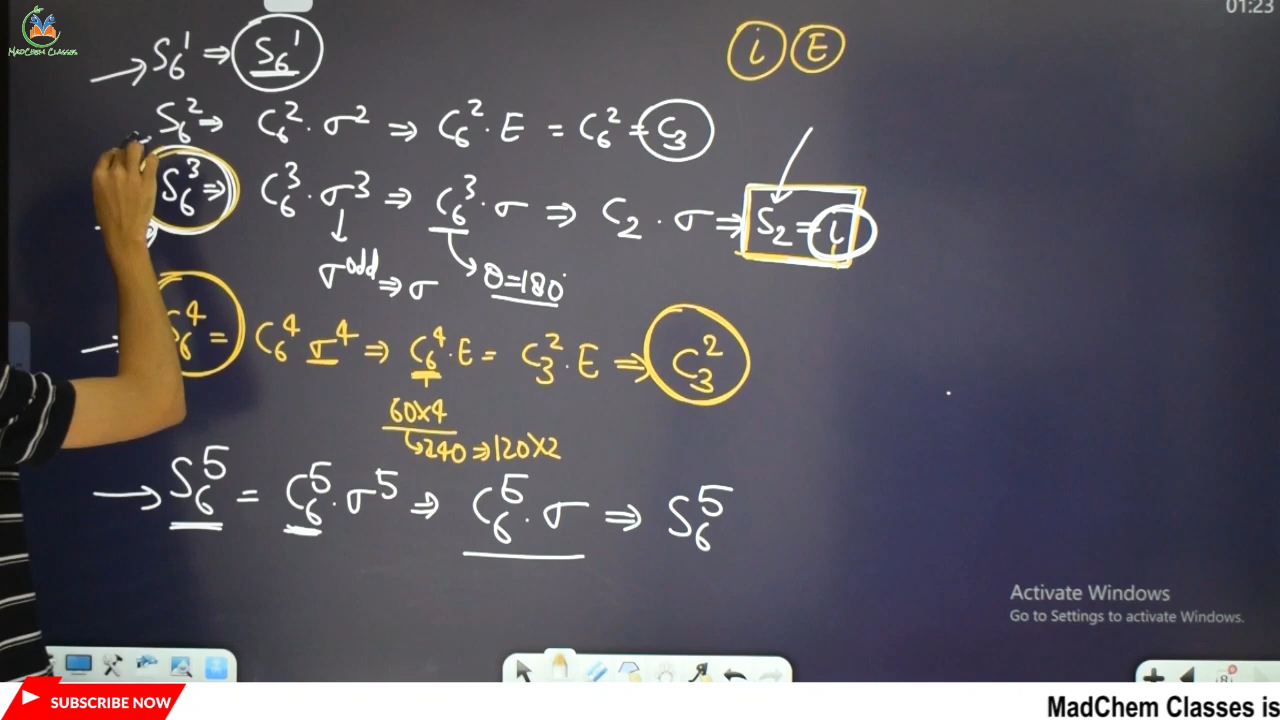 01:23
MADCHEM CLASSES
S₆¹ ⇒ S₆¹
i E
S₆² → C₆² · σ² ⇒ C₆² · E = C₆² = C₃
S₆³ ⇒ C₆³ · σ³ ⇒ C₆³ · σ ⇒ C₂ · σ ⇒ S₂ = i
σ^odd ⇒ σ
θ=180°
S₆⁴ = C₆⁴ σ⁴ ⇒ C₆⁴ · E = C₃² · E ⇒ C₃²
60×4
240 ⇒ 120×2
→ S₆⁵ = C₆⁵ · σ⁵ ⇒ C₆⁵ · σ ⇒ S₆⁵
Activate Windows
Go to Settings to activate Windows.
SUBSCRIBE NOW
MadChem Classes is